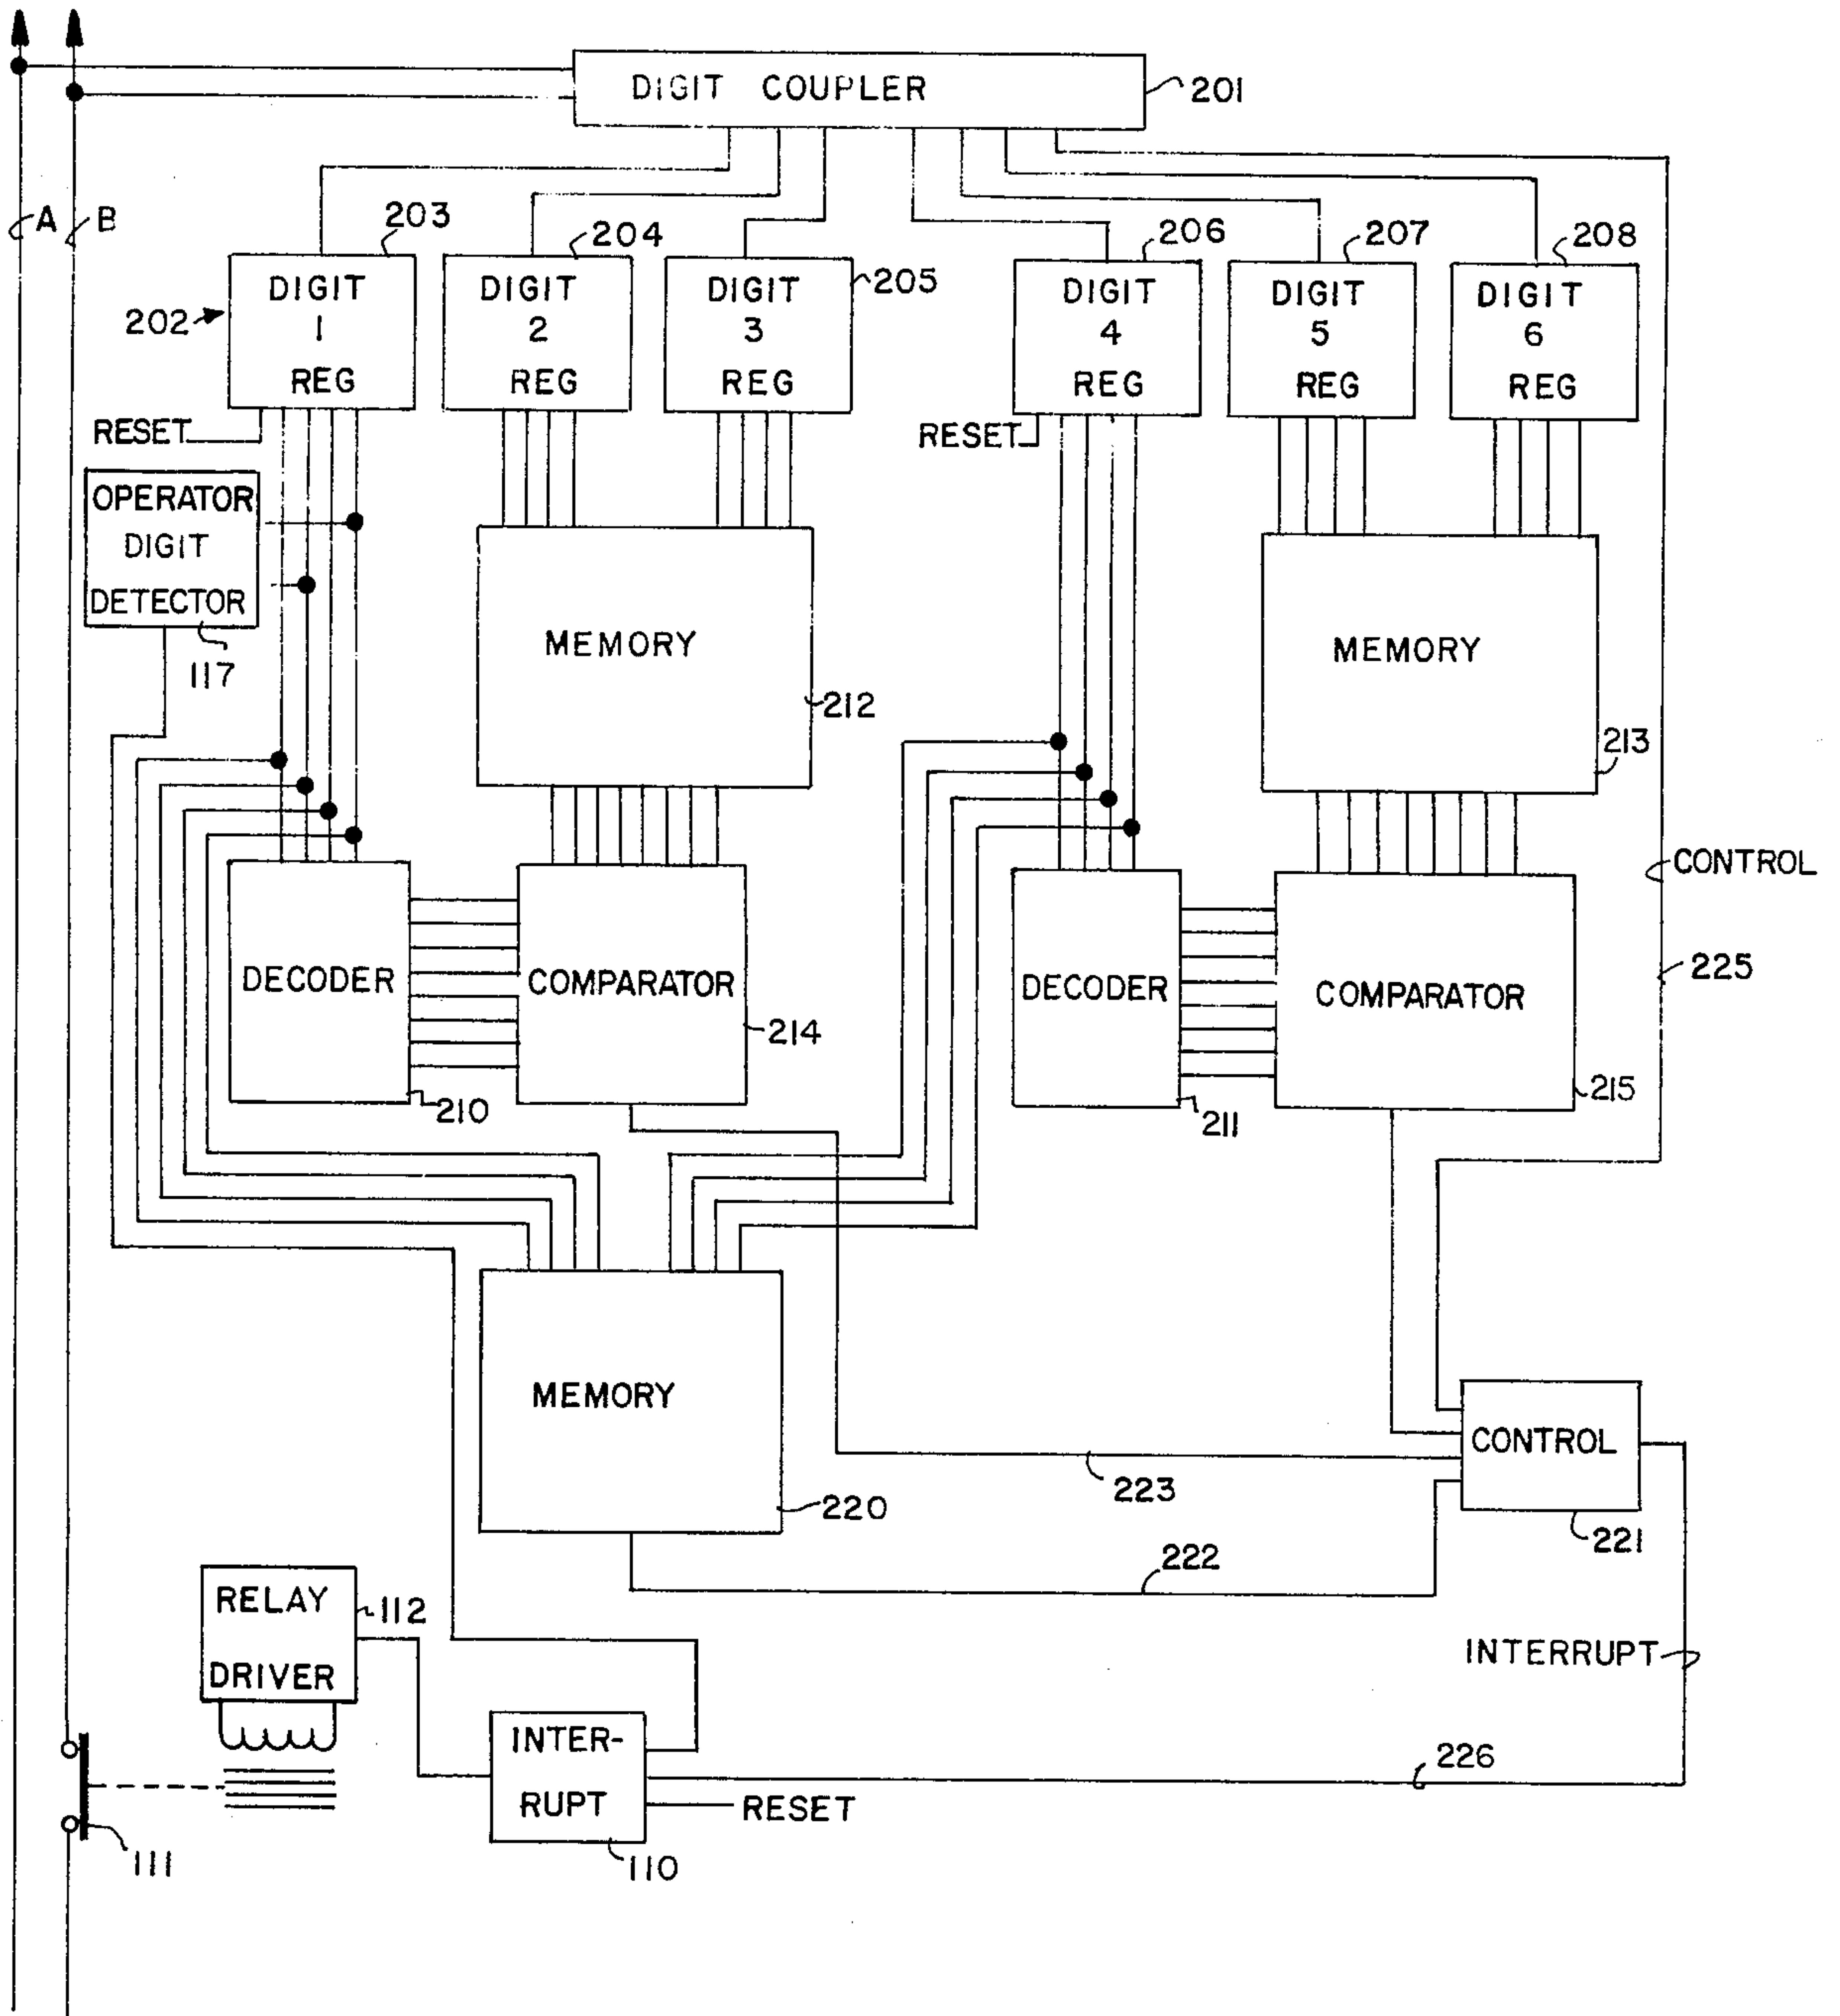 DIGIT COUPLER
201
A
B
203
204
205
206
207
208
202
DIGIT
1
REG
DIGIT
2
REG
DIGIT
3
REG
DIGIT
4
REG
DIGIT
5
REG
DIGIT
6
REG
RESET
RESET
OPERATOR
DIGIT
DETECTOR
117
MEMORY
212
MEMORY
213
CONTROL
225
DECODER
210
COMPARATOR
214
DECODER
211
COMPARATOR
215
MEMORY
220
CONTROL
221
223
222
RELAY
DRIVER
112
INTERRUPT
INTER-
RUPT
110
RESET
226
111